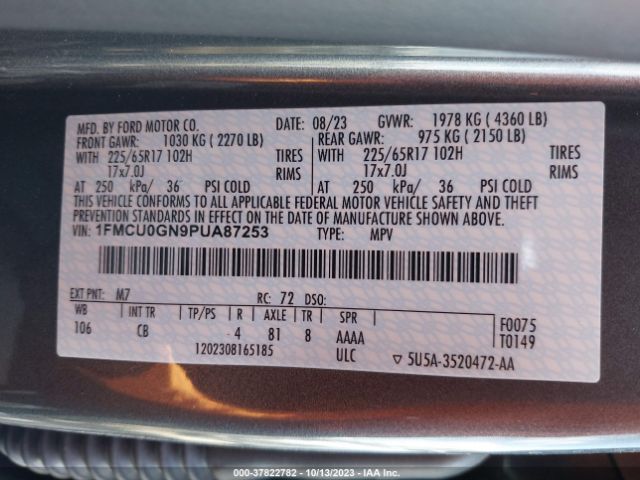 MFD. BY FORD MOTOR CO. DATE: 08/23 GVWR: 1978 KG ( 4360 LB)
FRONT GAWR: 1030 KG ( 2270 LB) REAR GAWR: 975 KG ( 2150 LB)
WITH 225/65R17 102H TIRES WITH 225/65R17 102H TIRES
17x7.0J RIMS 17x7.0J RIMS
AT 250 kPa/ 36 PSI COLD AT 250 kPa/ 36 PSI COLD
THIS VEHICLE CONFORMS TO ALL APPLICABLE FEDERAL MOTOR VEHICLE SAFETY AND THEFT
PREVENTION STANDARDS IN EFFECT ON THE DATE OF MANUFACTURE SHOWN ABOVE.
VIN: 1FMCU0GN9PUA87253 TYPE: MPV
EXT PNT: M7 RC: 72 DSO:
WB INT TR TP/PS R AXLE TR SPR
106 CB 4 81 8 AAAA
F0075
T0149
1202308165185 ULC ▽ 5U5A-3520472-AA
000-37822782 - 10/13/2023 - IAA Inc.